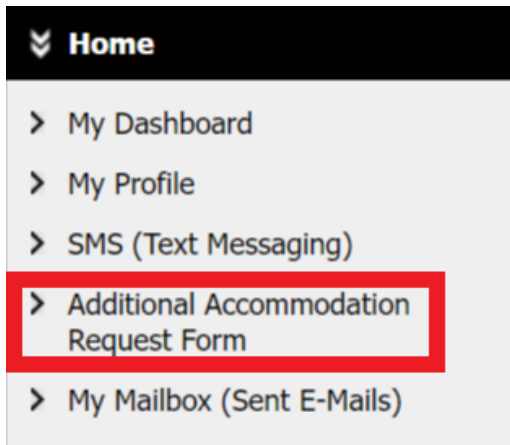 Home
My Dashboard
My Profile
SMS (Text Messaging)
Additional Accommodation
Request Form
My Mailbox (Sent E-Mails)